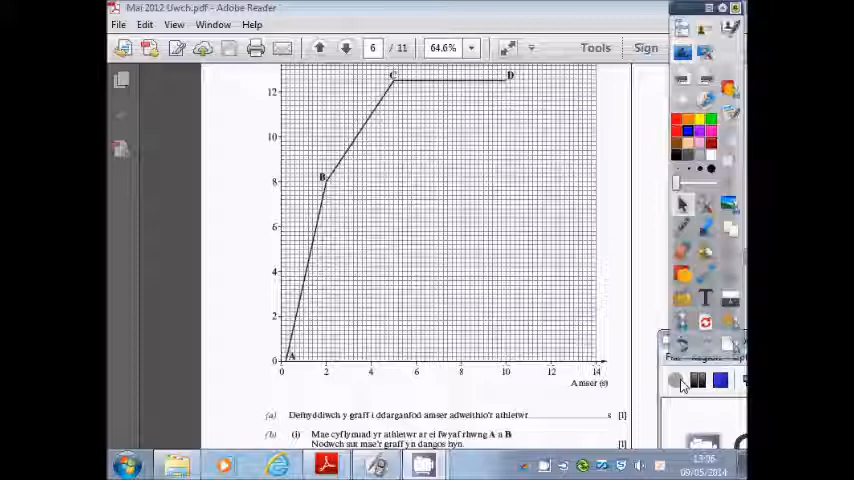 Mai 2012 Uwch.pdf - Adobe Reader
File Edit View Window Help
6 / 11 64.6% Tools Sign
C D
12
10
B
8
6
4
2
0 A
0 2 4 6 8 10 12 14
Amser (s)
(a) Defnyddiwch y graff i ddarganfod amser adweithio'r athletwr s [1]
(b) (i) Mae cyflymiad yr athletwr ar ei fwyaf rhwng A a B
Nodwch sut mae'r graff yn dangos hyn. [1]
T
13:06
09/05/2014